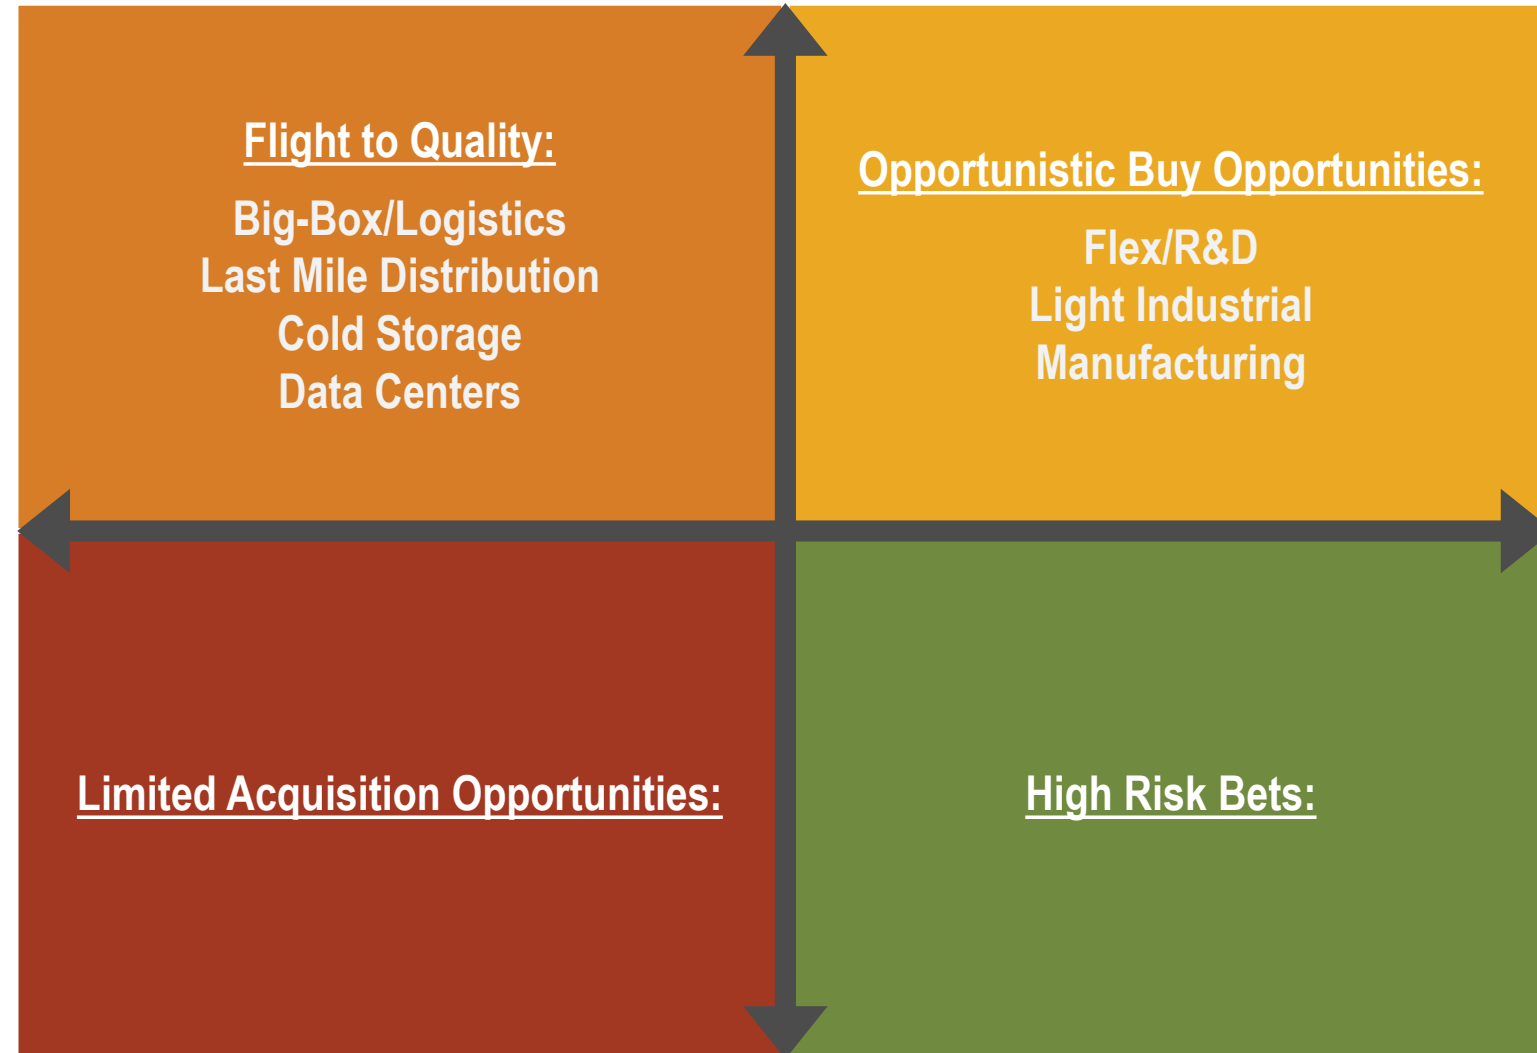 Flight to Quality:
Big-Box/Logistics
Last Mile Distribution
Cold Storage
Data Centers
Opportunistic Buy Opportunities:
Flex/R&D
Light Industrial
Manufacturing
Limited Acquisition Opportunities:
High Risk Bets: